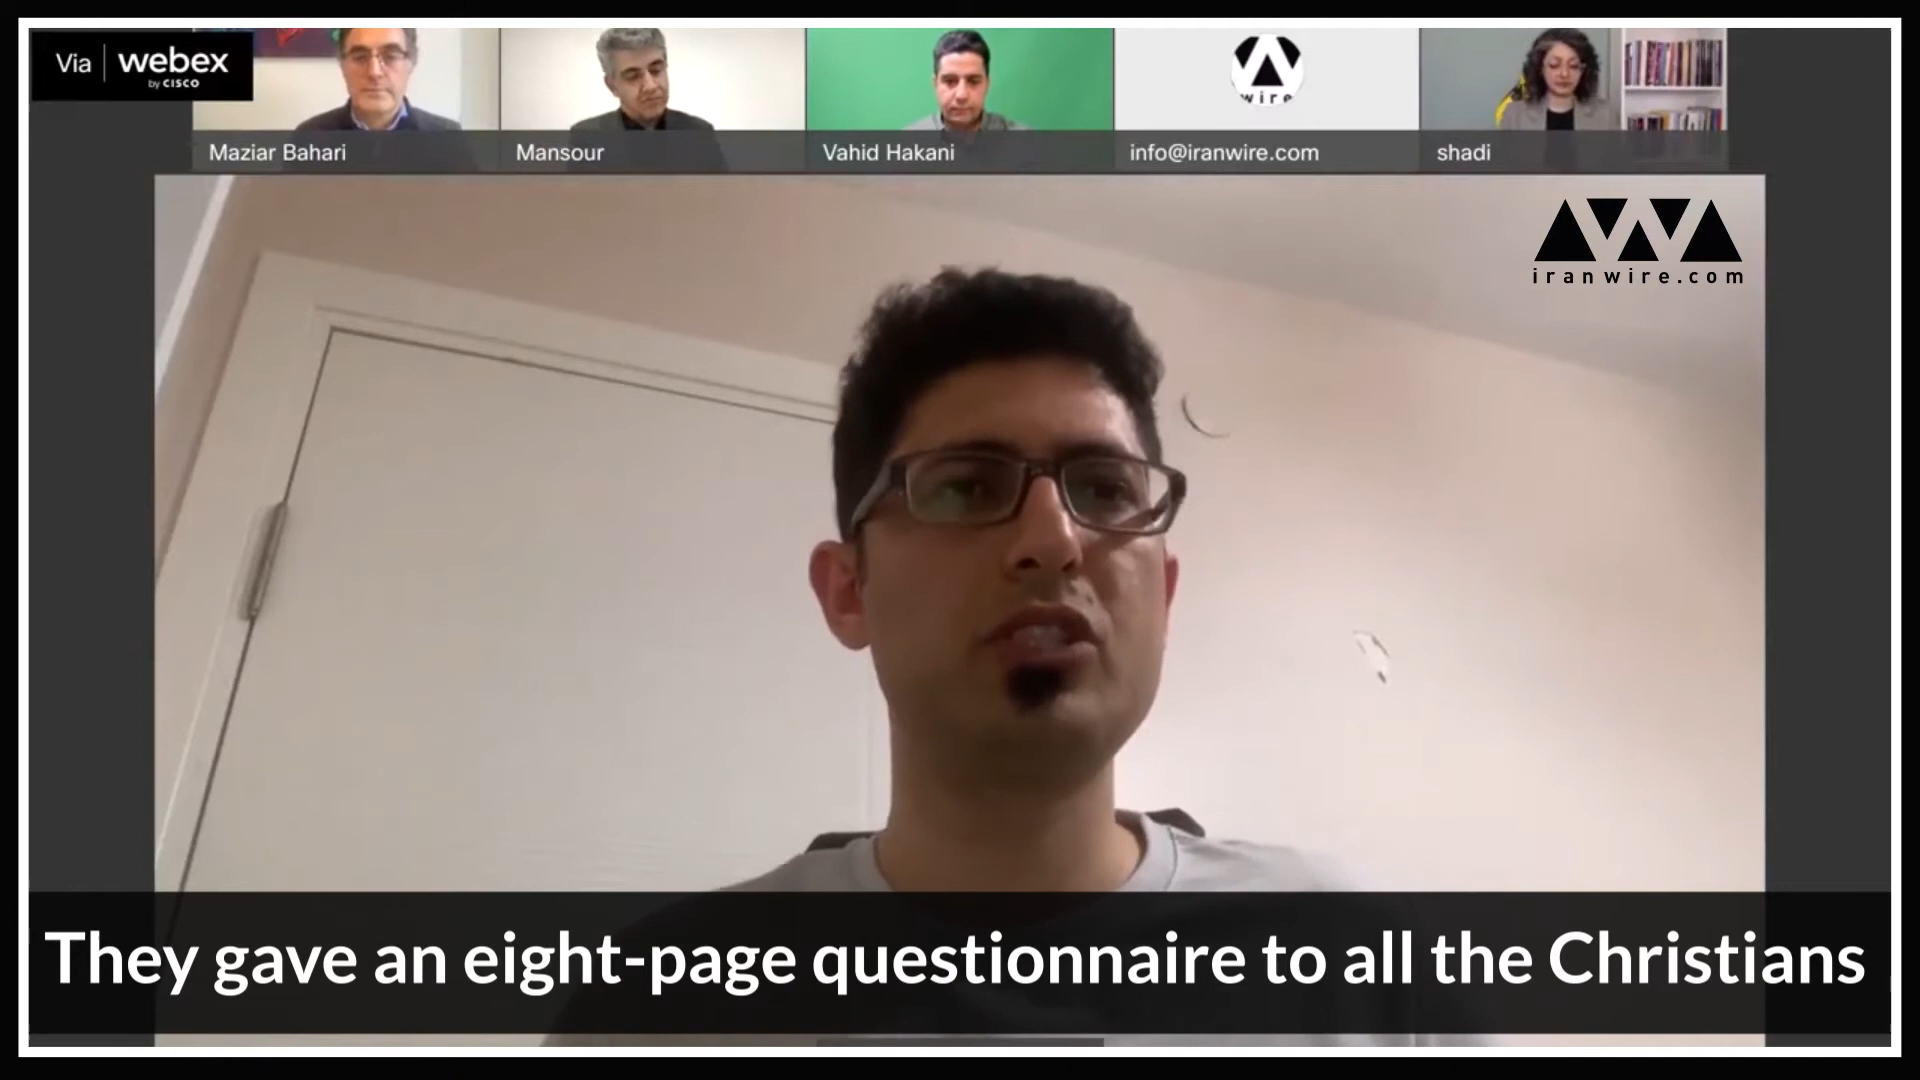 Via webex
by CISCO
Maziar Bahari
Mansour
Vahid Hakani
wire
info@iranwire.com
shadi
iranwire.com
They gave an eight-page questionnaire to all the Christians